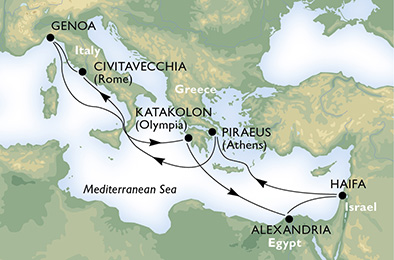 GENOA
Italy
CIVITAVECCHIA
(Rome)
Greece
KATAKOLON
(Olympia)
PIRAEUS
(Athens)
Mediterranean Sea
HAIFA
Israel
ALEXANDRIA
Egypt